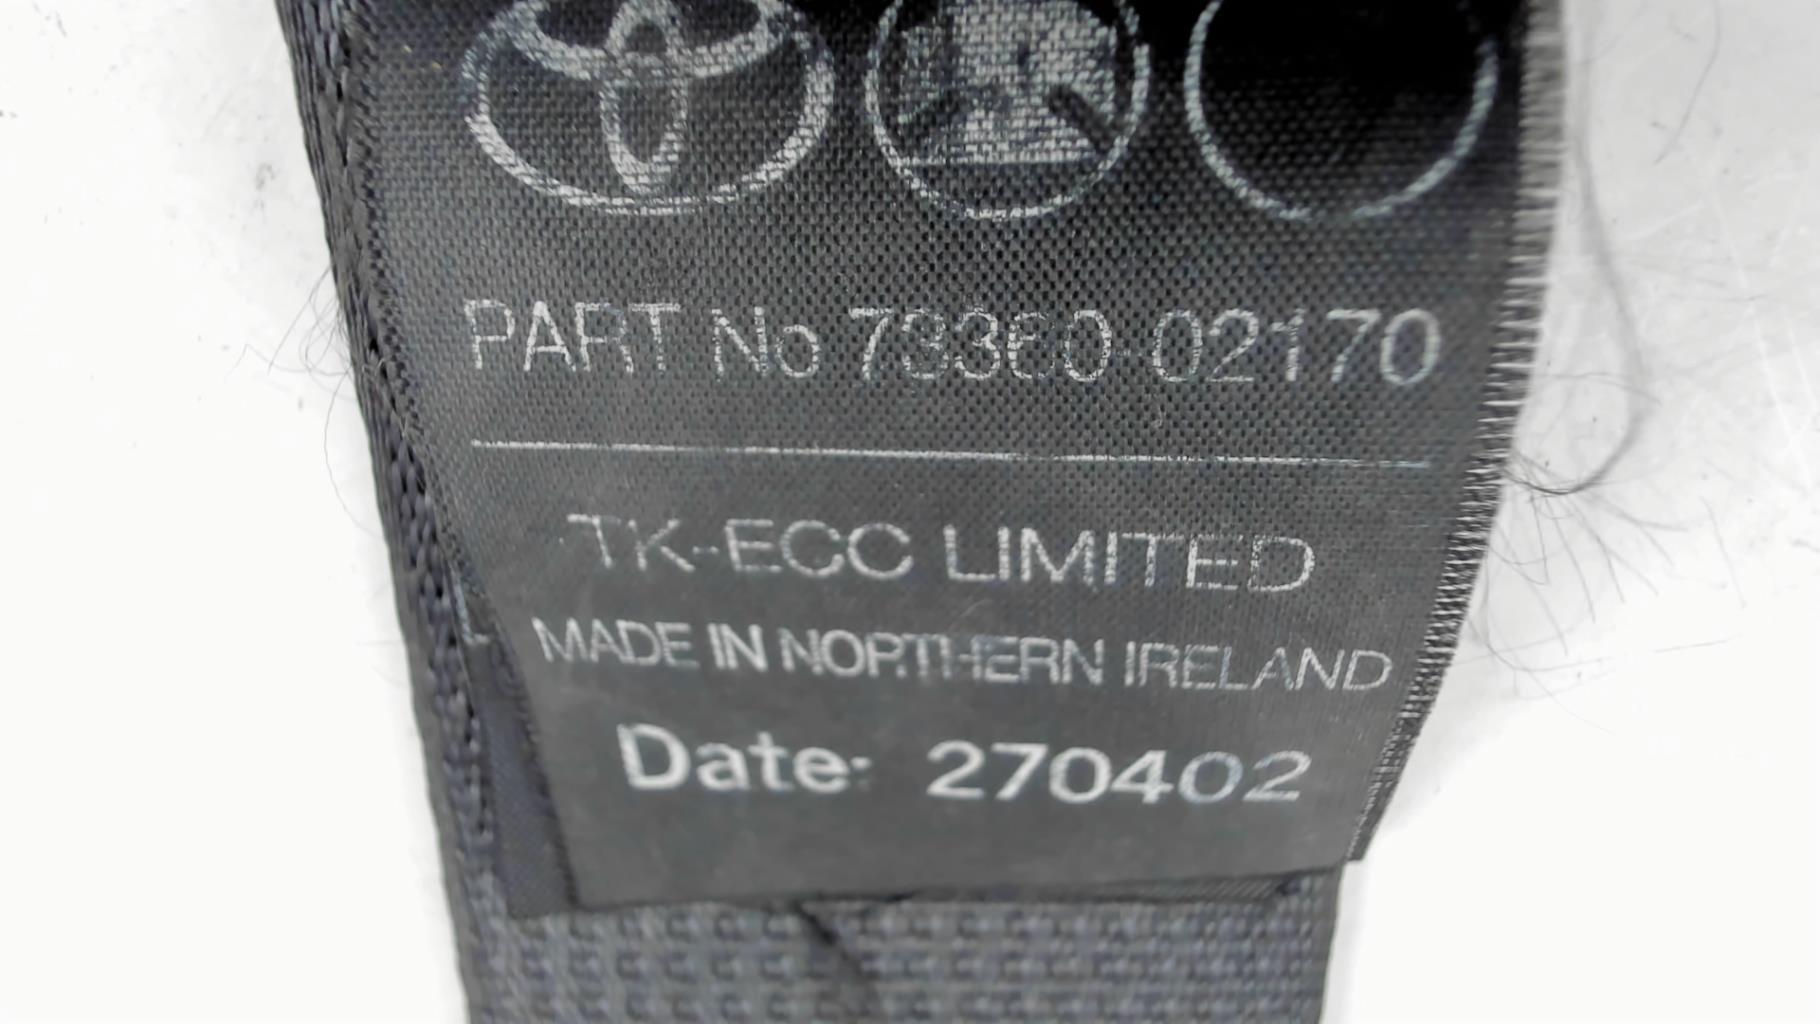 PART No 73360-02170
TK-ECC LIMITED
MADE IN NORTHERN IRELAND
Date: 270402